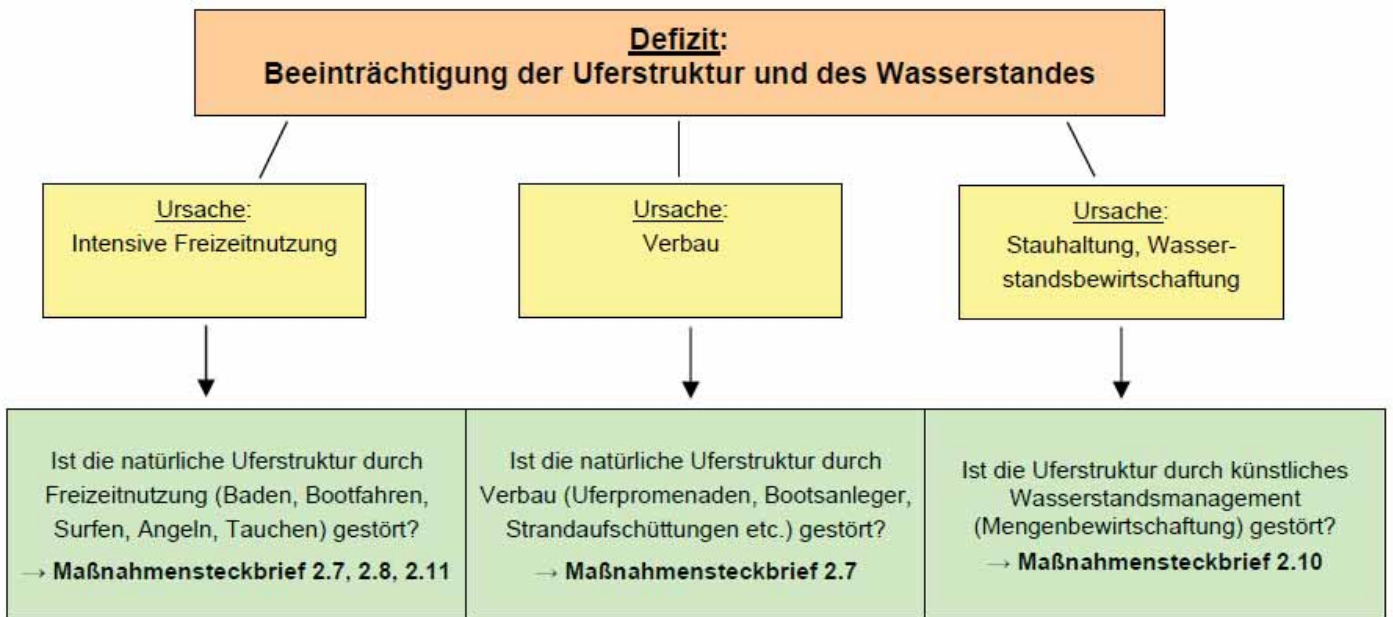 Defizit:
Beeinträchtigung der Uferstruktur und des Wasserstandes
Ursache:
Intensive Freizeitnutzung
Ursache:
Verbau
Ursache:
Stauhaltung, Wasser-
standsbewirtschaftung
Ist die natürliche Uferstruktur durch
Freizeitnutzung (Baden, Bootfahren,
Surfen, Angeln, Tauchen) gestört?
→ Maßnahmensteckbrief 2.7, 2.8, 2.11
Ist die natürliche Uferstruktur durch
Verbau (Uferpromenaden, Bootsanleger,
Strandaufschüttungen etc.) gestört?
→ Maßnahmensteckbrief 2.7
Ist die Uferstruktur durch künstliches
Wasserstandsmanagement
(Mengenbewirtschaftung) gestört?
→ Maßnahmensteckbrief 2.10